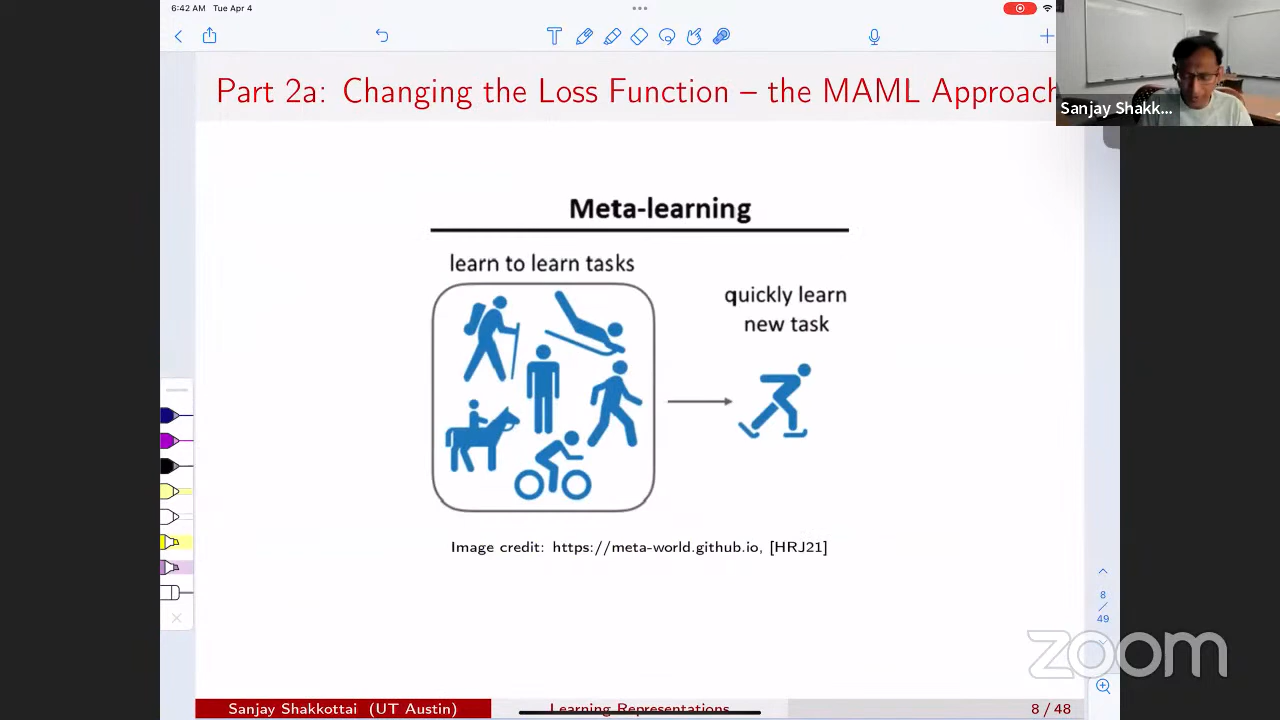 6:42 AM Tue Apr 4
Part 2a: Changing the Loss Function – the MAML Approach
Sanjay Shakk...
Meta-learning
learn to learn tasks
quickly learn
new task
Image credit: https://meta-world.github.io, [HRJ21]
8
/
49
zoom
Sanjay Shakkottai (UT Austin)
Learning Representations
8 / 48